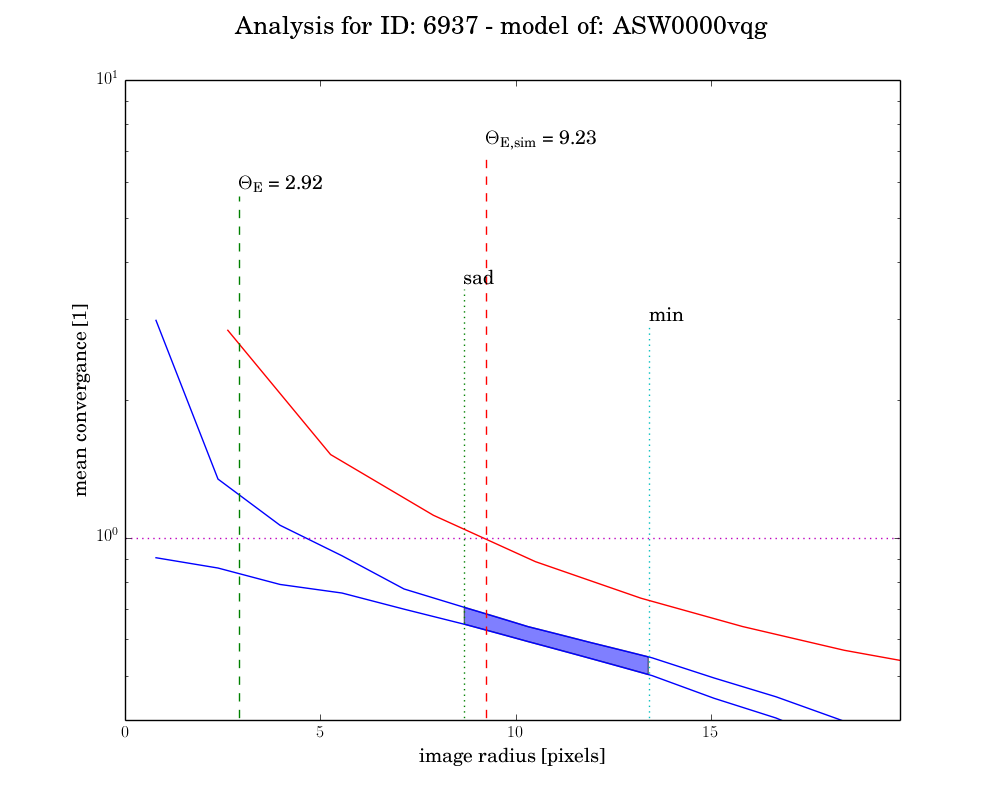 Analysis for ID: 6937 - model of: ASW0000vqg
10¹
Θ_E,sim = 9.23
Θ_E = 2.92
sad
min
mean convergance [1]
10⁰
0 5 10 15
image radius [pixels]